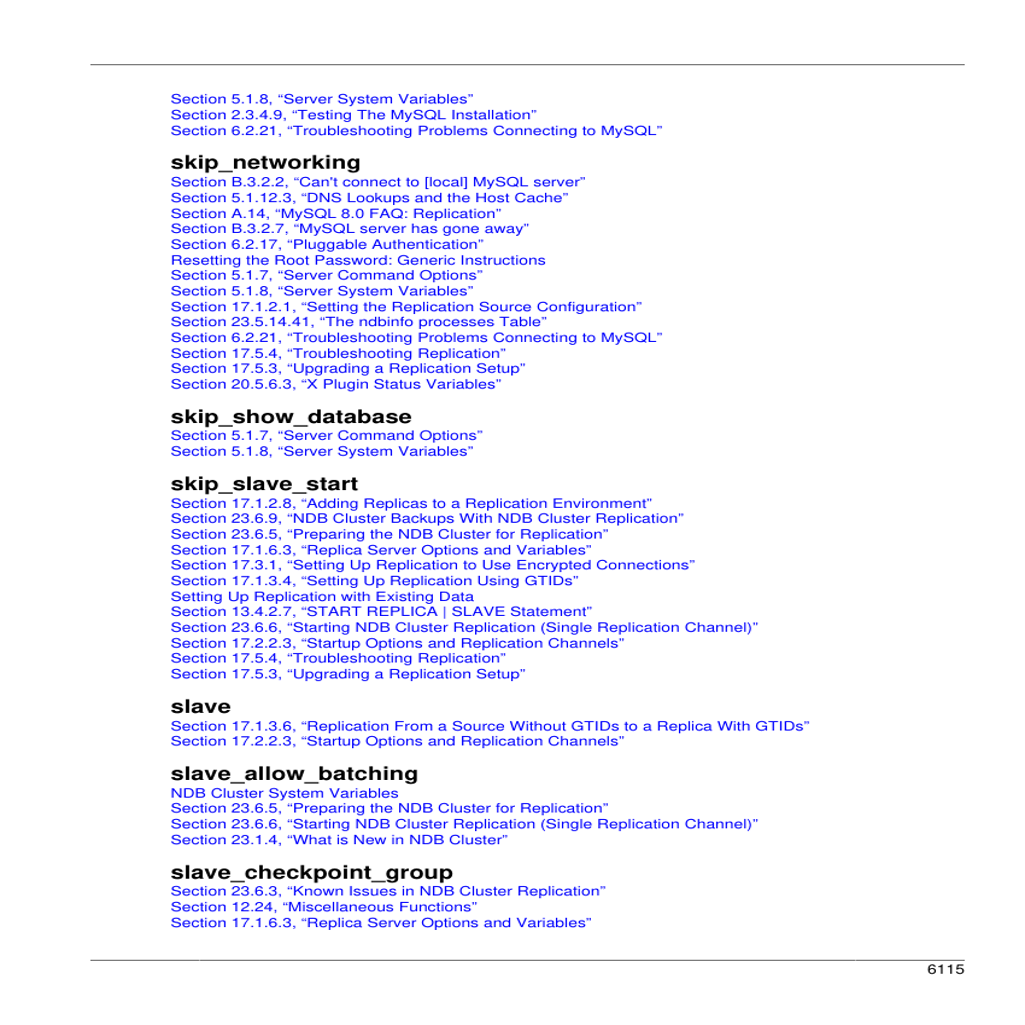 Section 5.1.8, “Server System Variables”
Section 2.3.4.9, “Testing The MySQL Installation”
Section 6.2.21, “Troubleshooting Problems Connecting to MySQL”
skip_networking
Section B.3.2.2, “Can't connect to [local] MySQL server”
Section 5.1.12.3, “DNS Lookups and the Host Cache”
Section A.14, “MySQL 8.0 FAQ: Replication”
Section B.3.2.7, “MySQL server has gone away”
Section 6.2.17, “Pluggable Authentication”
Resetting the Root Password: Generic Instructions
Section 5.1.7, “Server Command Options”
Section 5.1.8, “Server System Variables”
Section 17.1.2.1, “Setting the Replication Source Configuration”
Section 23.5.14.41, “The ndbinfo processes Table”
Section 6.2.21, “Troubleshooting Problems Connecting to MySQL”
Section 17.5.4, “Troubleshooting Replication”
Section 17.5.3, “Upgrading a Replication Setup”
Section 20.5.6.3, “X Plugin Status Variables”
skip_show_database
Section 5.1.7, “Server Command Options”
Section 5.1.8, “Server System Variables”
skip_slave_start
Section 17.1.2.8, “Adding Replicas to a Replication Environment”
Section 23.6.9, “NDB Cluster Backups With NDB Cluster Replication”
Section 23.6.5, “Preparing the NDB Cluster for Replication”
Section 17.1.6.3, “Replica Server Options and Variables”
Section 17.3.1, “Setting Up Replication to Use Encrypted Connections”
Section 17.1.3.4, “Setting Up Replication Using GTIDs”
Setting Up Replication with Existing Data
Section 13.4.2.7, “START REPLICA | SLAVE Statement”
Section 23.6.6, “Starting NDB Cluster Replication (Single Replication Channel)”
Section 17.2.2.3, “Startup Options and Replication Channels”
Section 17.5.4, “Troubleshooting Replication”
Section 17.5.3, “Upgrading a Replication Setup”
slave
Section 17.1.3.6, “Replication From a Source Without GTIDs to a Replica With GTIDs”
Section 17.2.2.3, “Startup Options and Replication Channels”
slave_allow_batching
NDB Cluster System Variables
Section 23.6.5, “Preparing the NDB Cluster for Replication”
Section 23.6.6, “Starting NDB Cluster Replication (Single Replication Channel)”
Section 23.1.4, “What is New in NDB Cluster”
slave_checkpoint_group
Section 23.6.3, “Known Issues in NDB Cluster Replication”
Section 12.24, “Miscellaneous Functions”
Section 17.1.6.3, “Replica Server Options and Variables”
6115